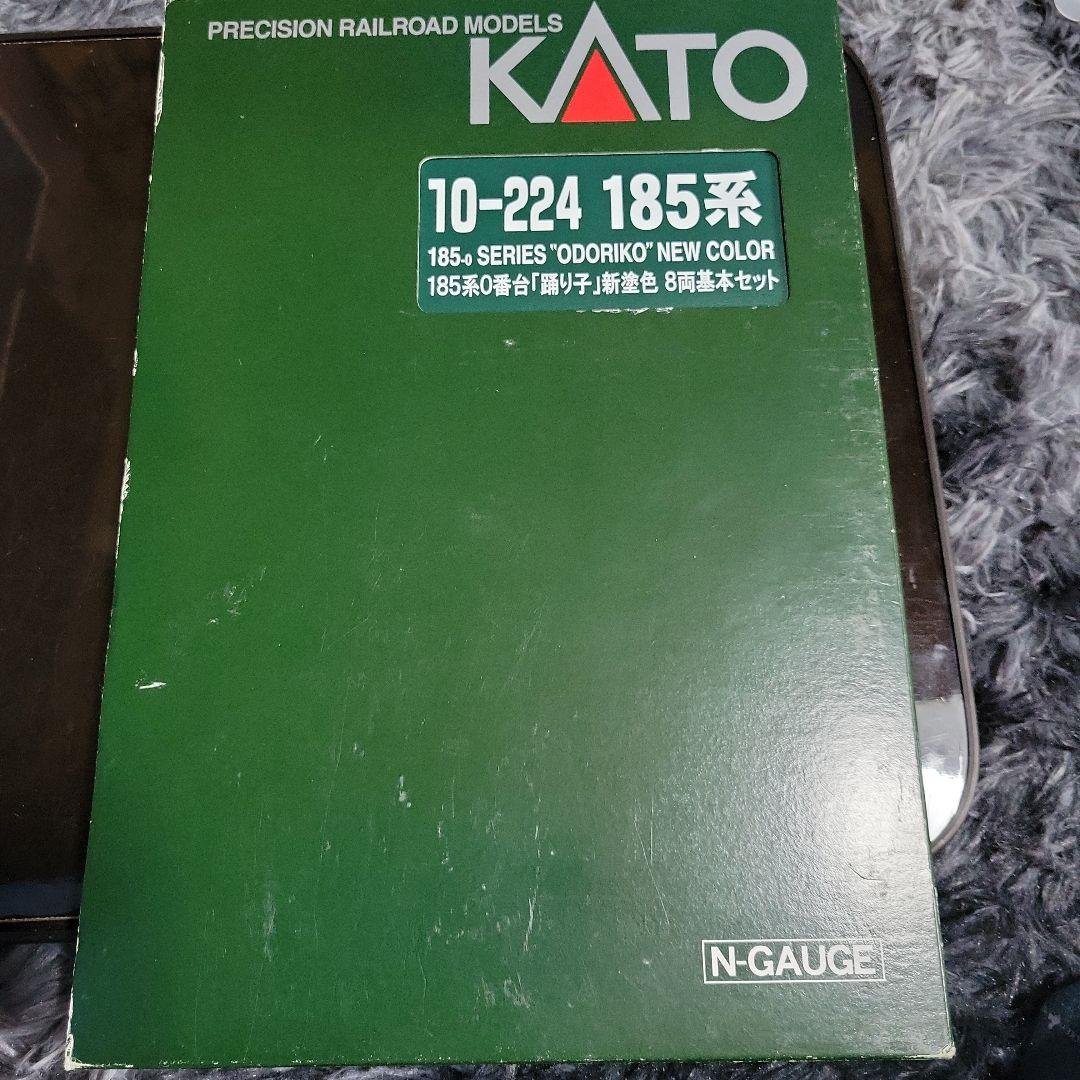 PRECISION RAILROAD MODELS
KATO
10-224 185系
185-0 SERIES "ODORIKO" NEW COLOR
185系0番台「踊り子」新塗色 8両基本セット
N-GAUGE